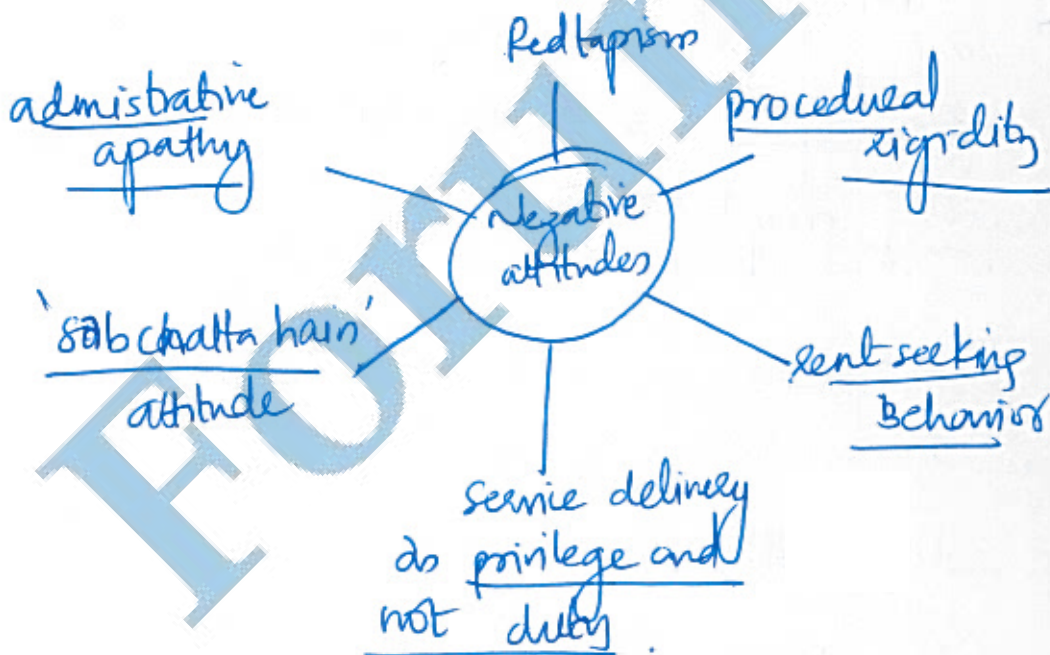 Redtapism
admistrative
apathy
procedural
rigidity
Negative
attitudes
'sab chalta hain'
attitude
rent seeking
Behavior
service delivery
as privilege and
not duty.
Forum